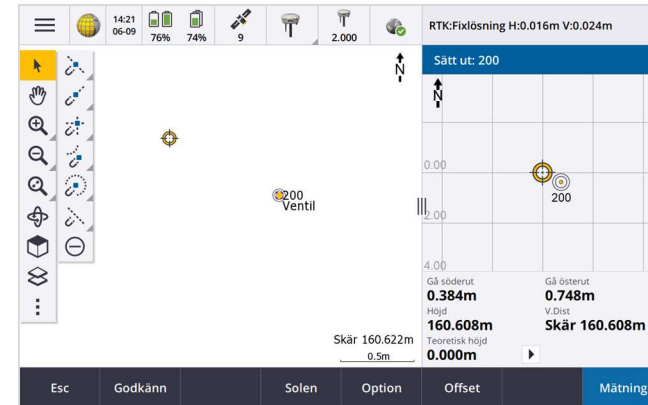 14:21
06-09
76%
74%
9
2.000
RTK:Fixlösning H:0.016m V:0.024m
N
200
Ventil
Skär 160.622m
0.5m
Sätt ut: 200
N
0.00
200
2.00
4.00
Gå söderut
0.384m
Gå österut
0.748m
Höjd
160.608m
V.Dist
Skär 160.608m
Teoretisk höjd
0.000m
Esc Godkänn Solen Option Offset Mätning